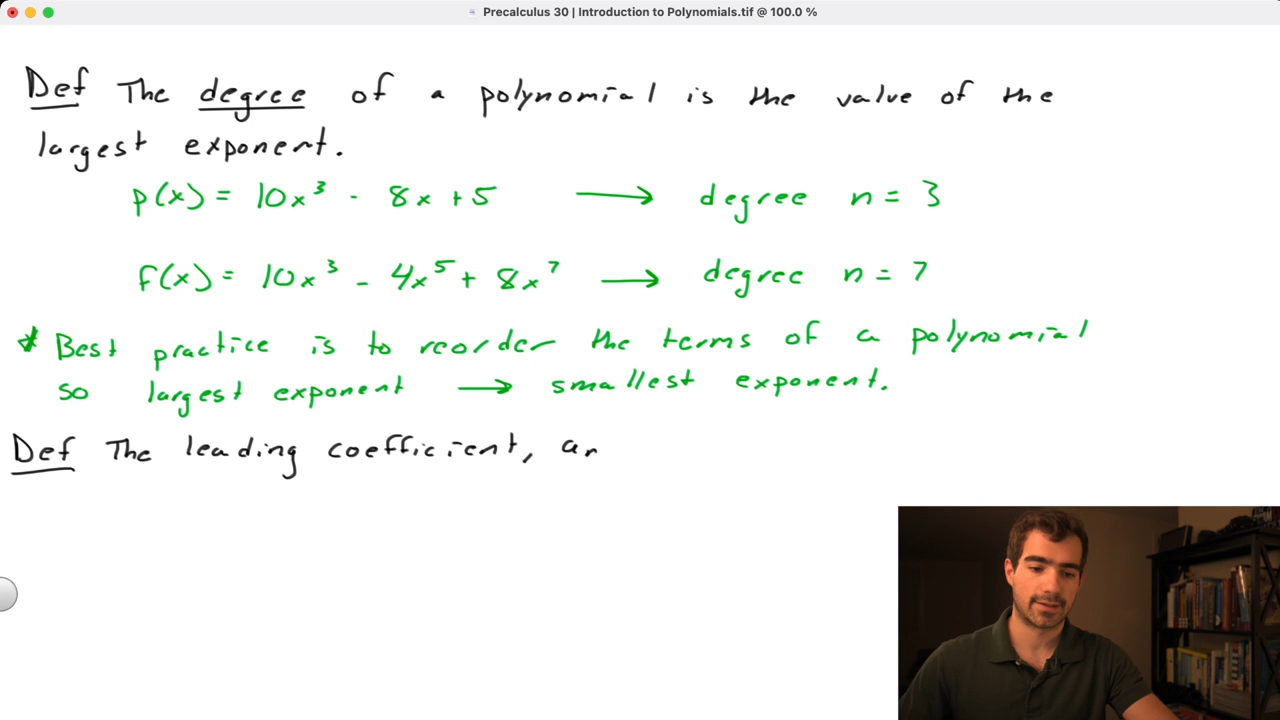 Precalculus 30 | Introduction to Polynomials.tif @ 100.0 %
Def The degree of a polynomial is the value of the
largest exponent.
p(x) = 10x³ - 8x + 5 → degree n = 3
f(x) = 10x³ - 4x⁵ + 8x⁷ → degree n = 7
* Best practice is to reorder the terms of a polynomial
so largest exponent → smallest exponent.
Def The leading coefficient, an